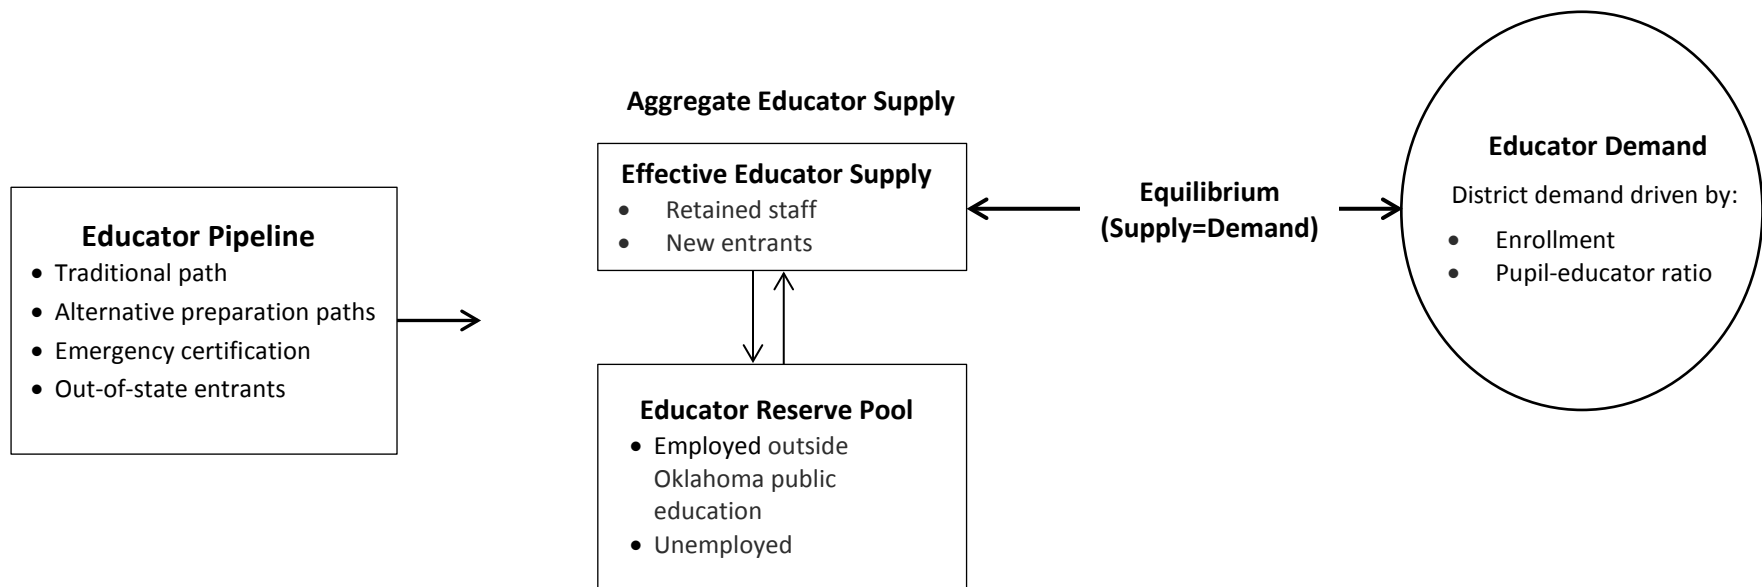 Educator Pipeline
• Traditional path
• Alternative preparation paths
• Emergency certification
• Out-of-state entrants
Aggregate Educator Supply
Effective Educator Supply
• Retained staff
• New entrants
Educator Reserve Pool
• Employed outside
Oklahoma public
education
• Unemployed
Equilibrium
(Supply=Demand)
Educator Demand
District demand driven by:
• Enrollment
• Pupil-educator ratio